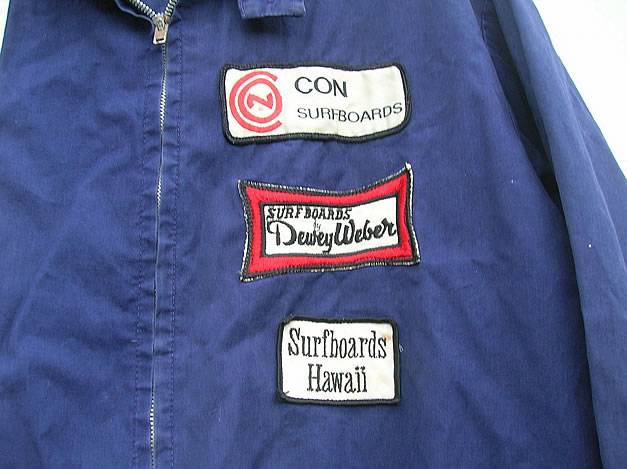 CON
SURFBOARDS
SURFBOARDS
by
Dewey Weber
Surfboards
Hawaii